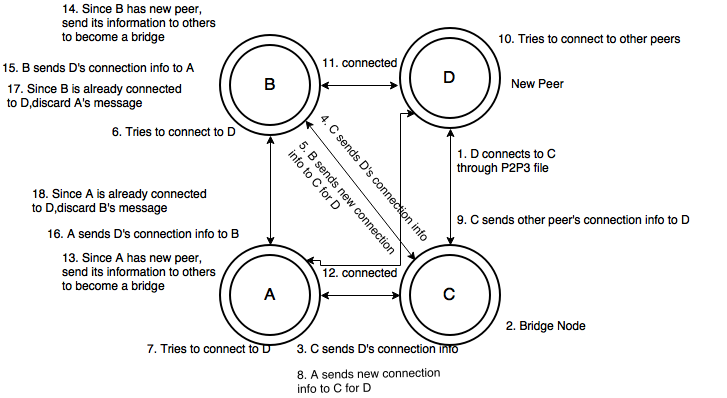 14. Since B has new peer,
send its information to others
to become a bridge
15. B sends D's connection info to A
17. Since B is already connected
to D,discard A's message
6. Tries to connect to D
B
11. connected
D
10. Tries to connect to other peers
New Peer
4. C sends D's connection info
5. B sends new connection
info to C for D
1. D connects to C
through P2P3 file
9. C sends other peer's connection info to D
18. Since A is already connected
to D,discard B's message
16. A sends D's connection info to B
13. Since A has new peer,
send its information to others
to become a bridge
A
12. connected
C
2. Bridge Node
7. Tries to connect to D
3. C sends D's connection info
8. A sends new connection
info to C for D